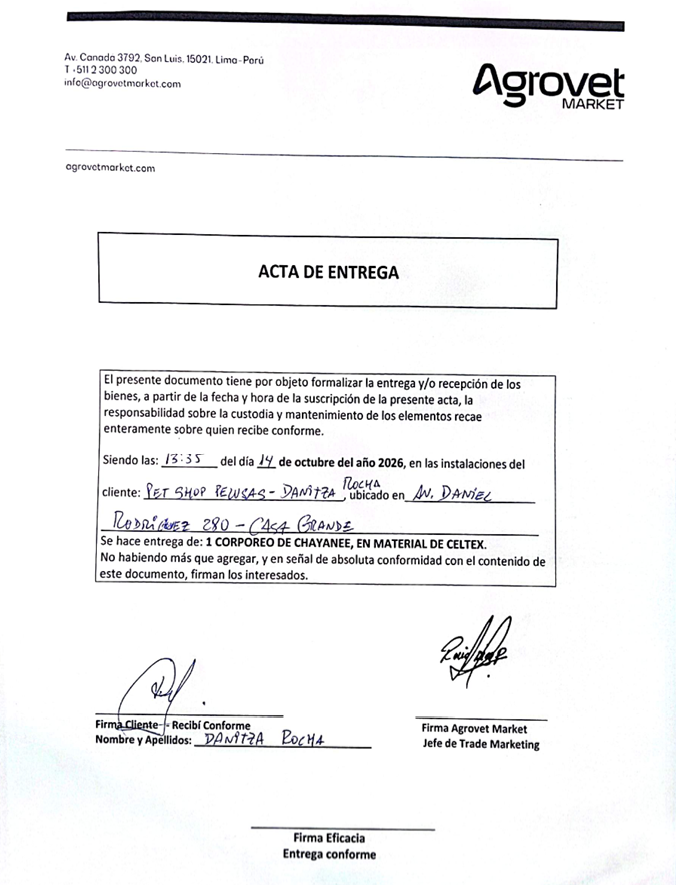 Av. Canada 3792, San Luis, 15021, Lima-Perú
T +511 2 300 300
info@agrovetmarket.com
Agrovet
MARKET
agrovetmarket.com
ACTA DE ENTREGA
El presente documento tiene por objeto formalizar la entrega y/o recepción de los
bienes, a partir de la fecha y hora de la suscripción de la presente acta, la
responsabilidad sobre la custodia y mantenimiento de los elementos recae
enteramente sobre quien recibe conforme.
Siendo las: 13:35 del día 14 de octubre del año 2026, en las instalaciones del
cliente: PET SHOP PELUSAS - DANITZA ROCHA, ubicado en AV. DANIEL
RODRÍGUEZ 280 - CASA GRANDE
Se hace entrega de: 1 CORPOREO DE CHAYANEE, EN MATERIAL DE CELTEX.
No habiendo más que agregar, y en señal de absoluta conformidad con el contenido de
este documento, firman los interesados.
Firma Cliente - Recibí Conforme
Nombre y Apellidos: DANITZA ROCHA
Firma Agrovet Market
Jefe de Trade Marketing
Firma Eficacia
Entrega conforme